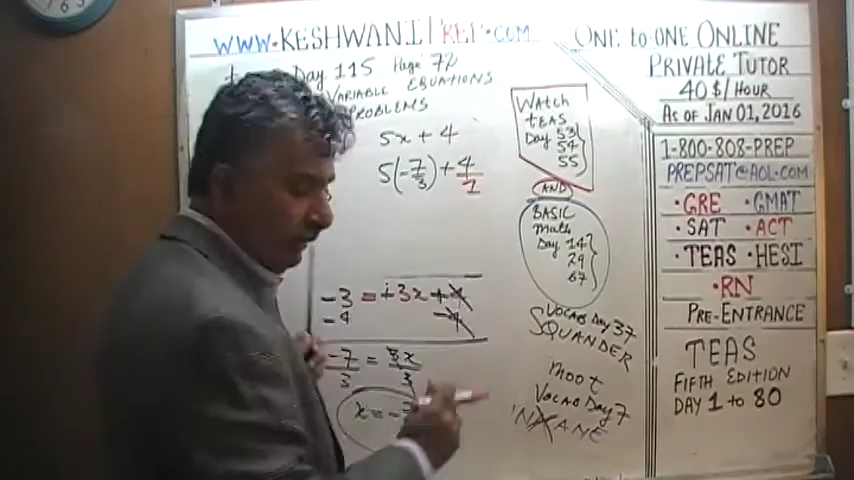 www.KESHWANI PREP.com
Day 115 Page 72
VARIABLE EQUATIONS
PROBLEMS
5x + 4
5(-7/3) + 4/1
-3 = +3x + 4
-4 -4
-7 = 3x
3 3
x = -
WATCH
TEAS
Day 53
54
55
AND
BASIC
Math
Day 14
29
67
VOCAB Day 37
SQUANDER
moot
VOCAB Day 7
INANE
ONE to-ONE ONLINE
PRIVATE TUTOR
40 $/HOUR
AS OF JAN 01, 2016
1-800-808-PREP
PREPSAT@AOL.COM
•GRE •GMAT
•SAT •ACT
•TEAS •HESI
•RN
PRE-ENTRANCE
TEAS
FIFTH EDITION
DAY 1 to 80